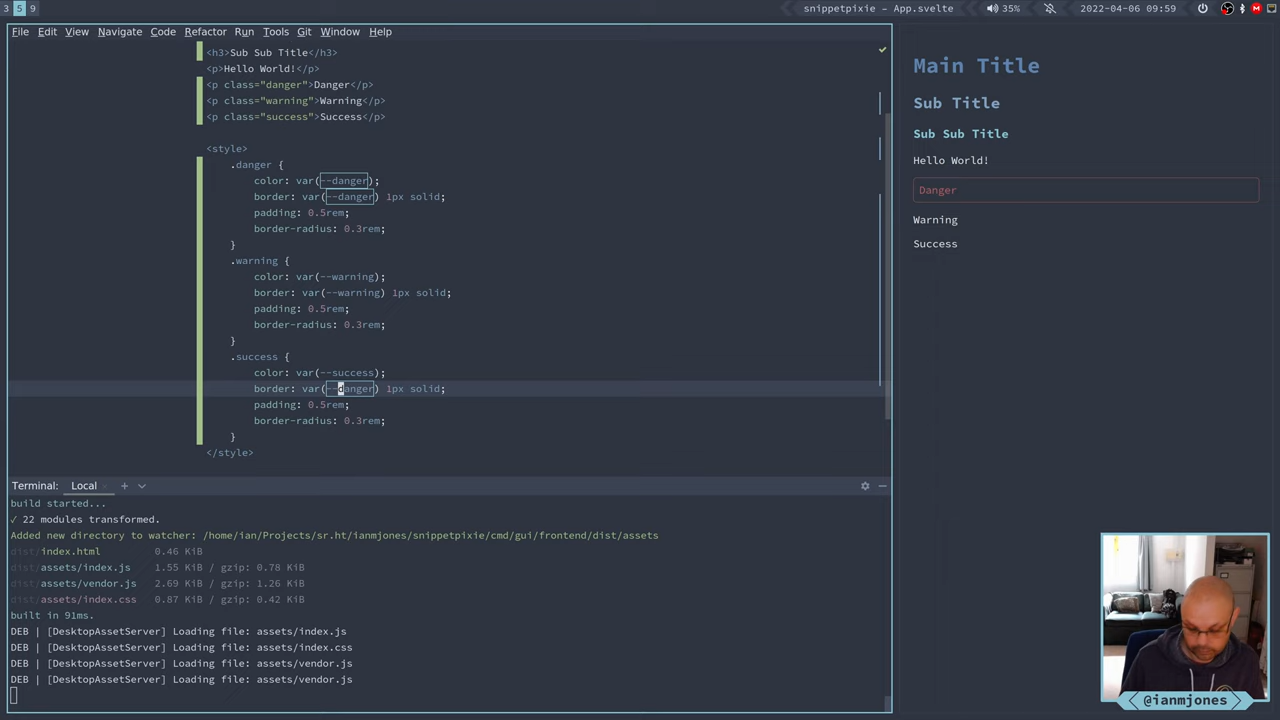 3 5 9
snippetpixie – App.svelte
35%
2022-04-06 09:59
File Edit View Navigate Code Refactor Run Tools Git Window Help
<h3>Sub Sub Title</h3>
<p>Hello World!</p>
<p class="danger">Danger</p>
<p class="warning">Warning</p>
<p class="success">Success</p>
<style>
.danger {
color: var(--danger);
border: var(--danger) 1px solid;
padding: 0.5rem;
border-radius: 0.3rem;
}
.warning {
color: var(--warning);
border: var(--warning) 1px solid;
padding: 0.5rem;
border-radius: 0.3rem;
}
.success {
color: var(--success);
border: var(--danger) 1px solid;
padding: 0.5rem;
border-radius: 0.3rem;
}
</style>
Terminal: Local
build started...
✓ 22 modules transformed.
Added new directory to watcher: /home/ian/Projects/sr.ht/ianmjones/snippetpixie/cmd/gui/frontend/dist/assets
dist/index.html 0.46 KiB
dist/assets/index.js 1.55 KiB / gzip: 0.78 KiB
dist/assets/vendor.js 2.69 KiB / gzip: 1.26 KiB
dist/assets/index.css 0.87 KiB / gzip: 0.42 KiB
built in 91ms.
DEB | [DesktopAssetServer] Loading file: assets/index.js
DEB | [DesktopAssetServer] Loading file: assets/index.css
DEB | [DesktopAssetServer] Loading file: assets/vendor.js
DEB | [DesktopAssetServer] Loading file: assets/vendor.js
Main Title
Sub Title
Sub Sub Title
Hello World!
Danger
Warning
Success
@ianmjones